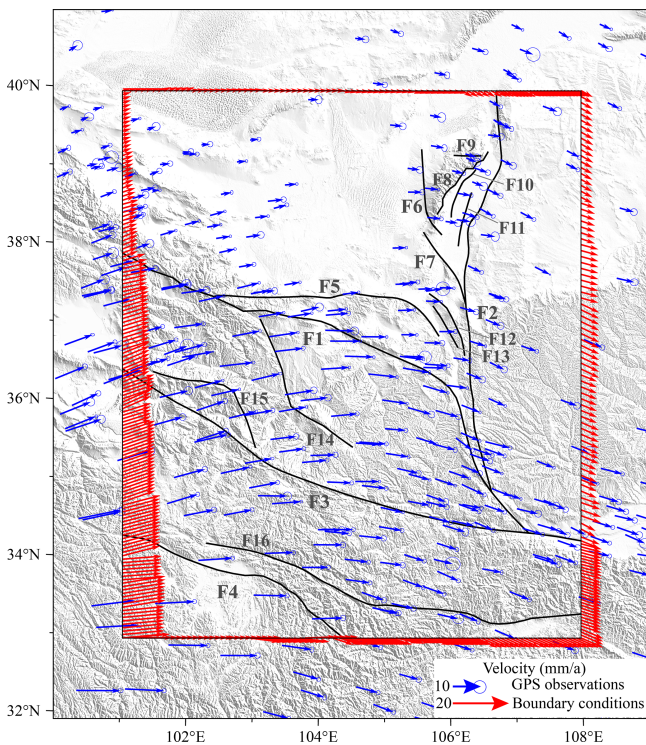 40°N
F9
F8
F10
F6
F11
38°N
F7
F5
F2
F1
F12
F13
36°N
F15
F14
F3
F16
34°N
F4
Velocity (mm/a)
10 GPS observations
20 Boundary conditions
32°N
102°E 104°E 106°E 108°E